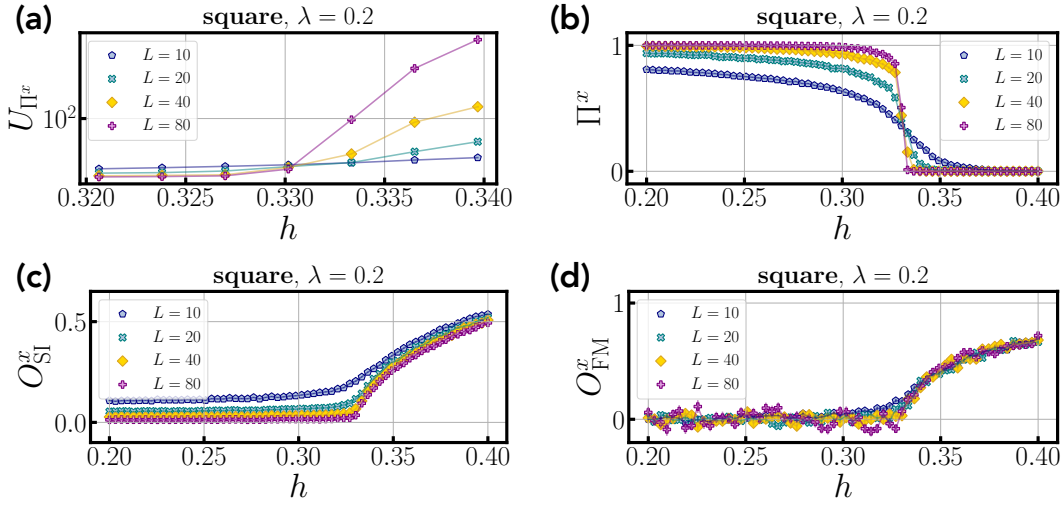 (a)
square, λ = 0.2
U_{Π^x}
10^2
L = 10
L = 20
L = 40
L = 80
0.320 0.325 0.330 0.335 0.340
h
(b)
square, λ = 0.2
Π^x
1
0
L = 10
L = 20
L = 40
L = 80
0.20 0.25 0.30 0.35 0.40
h
(c)
square, λ = 0.2
O^x_{SI}
0.5
0.0
L = 10
L = 20
L = 40
L = 80
0.20 0.25 0.30 0.35 0.40
h
(d)
square, λ = 0.2
O^x_{FM}
1
0
L = 10
L = 20
L = 40
L = 80
0.20 0.25 0.30 0.35 0.40
h